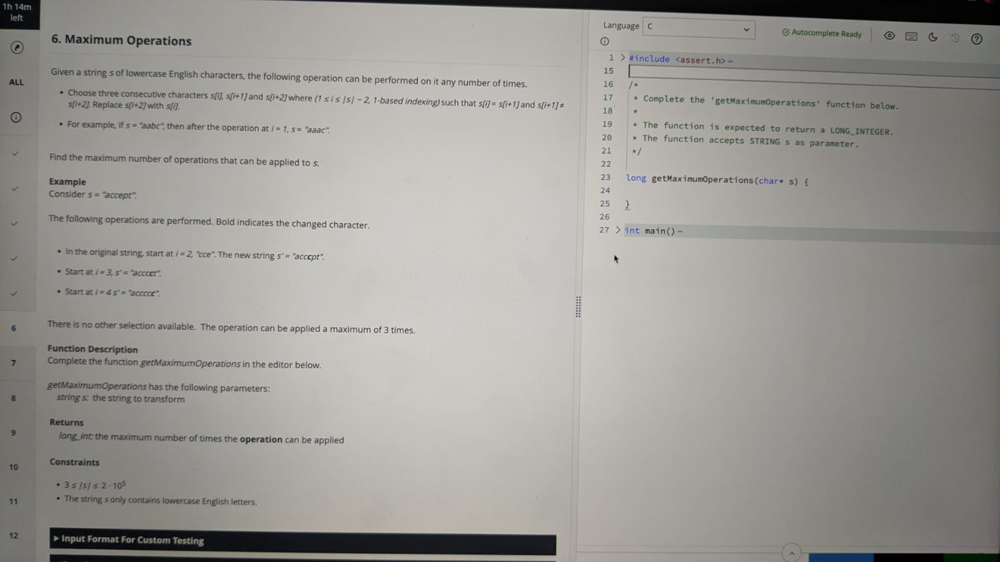 1h 14m
left
ALL
6
7
8
9
10
11
12
6. Maximum Operations
Given a string s of lowercase English characters, the following operation can be performed on it any number of times.
• Choose three consecutive characters s[i], s[i+1] and s[i+2] where (1 ≤ i ≤ |s| − 2, 1-based indexing) such that s[i] = s[i+1] and s[i+1] ≠
s[i+2]. Replace s[i+2] with s[i].
• For example, if s = "aabc", then after the operation at i = 1, s = "aaac".
Find the maximum number of operations that can be applied to s.
Example
Consider s = "accept".
The following operations are performed. Bold indicates the changed character.
• In the original string, start at i = 2, "cce". The new string s' = "acccpt".
• Start at i = 3, s' = "acccct".
• Start at i = 4 s' = "accccc".
There is no other selection available. The operation can be applied a maximum of 3 times.
Function Description
Complete the function getMaximumOperations in the editor below.
getMaximumOperations has the following parameters:
string s: the string to transform
Returns
long_int: the maximum number of times the operation can be applied
Constraints
• 3 ≤ |s| ≤ 2 · 10⁵
• The string s only contains lowercase English letters.
▸ Input Format For Custom Testing
Language C
Autocomplete Ready
1 > #include <assert.h>⋯
15
16 /*
17 * Complete the 'getMaximumOperations' function below.
18 *
19 * The function is expected to return a LONG_INTEGER.
20 * The function accepts STRING s as parameter.
21 */
22
23 long getMaximumOperations(char* s) {
24
25 }
26
27 > int main()⋯